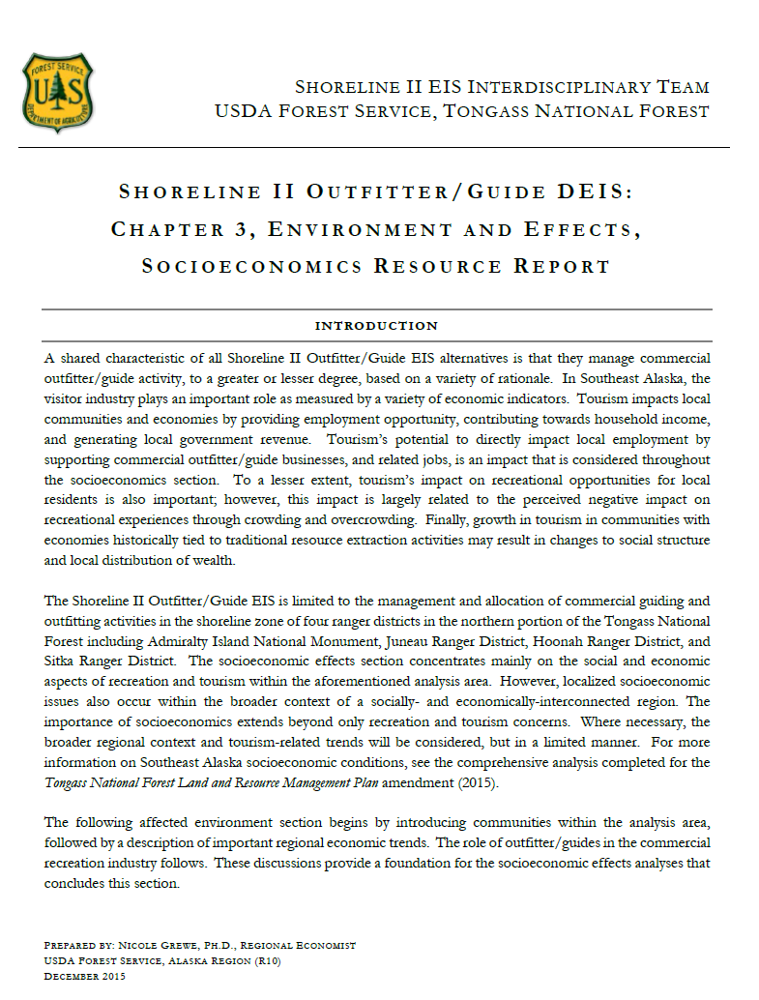 FOREST SERVICE
U S
DEPARTMENT OF AGRICULTURE
SHORELINE II EIS INTERDISCIPLINARY TEAM
USDA FOREST SERVICE, TONGASS NATIONAL FOREST
SHORELINE II OUTFITTER/GUIDE DEIS:
CHAPTER 3, ENVIRONMENT AND EFFECTS,
SOCIOECONOMICS RESOURCE REPORT
INTRODUCTION
A shared characteristic of all Shoreline II Outfitter/Guide EIS alternatives is that they manage commercial
outfitter/guide activity, to a greater or lesser degree, based on a variety of rationale. In Southeast Alaska, the
visitor industry plays an important role as measured by a variety of economic indicators. Tourism impacts local
communities and economies by providing employment opportunity, contributing towards household income,
and generating local government revenue. Tourism's potential to directly impact local employment by
supporting commercial outfitter/guide businesses, and related jobs, is an impact that is considered throughout
the socioeconomics section. To a lesser extent, tourism's impact on recreational opportunities for local
residents is also important; however, this impact is largely related to the perceived negative impact on
recreational experiences through crowding and overcrowding. Finally, growth in tourism in communities with
economies historically tied to traditional resource extraction activities may result in changes to social structure
and local distribution of wealth.
The Shoreline II Outfitter/Guide EIS is limited to the management and allocation of commercial guiding and
outfitting activities in the shoreline zone of four ranger districts in the northern portion of the Tongass National
Forest including Admiralty Island National Monument, Juneau Ranger District, Hoonah Ranger District, and
Sitka Ranger District. The socioeconomic effects section concentrates mainly on the social and economic
aspects of recreation and tourism within the aforementioned analysis area. However, localized socioeconomic
issues also occur within the broader context of a socially- and economically-interconnected region. The
importance of socioeconomics extends beyond only recreation and tourism concerns. Where necessary, the
broader regional context and tourism-related trends will be considered, but in a limited manner. For more
information on Southeast Alaska socioeconomic conditions, see the comprehensive analysis completed for the
Tongass National Forest Land and Resource Management Plan amendment (2015).
The following affected environment section begins by introducing communities within the analysis area,
followed by a description of important regional economic trends. The role of outfitter/guides in the commercial
recreation industry follows. These discussions provide a foundation for the socioeconomic effects analyses that
concludes this section.
PREPARED BY: NICOLE GREWE, PH.D., REGIONAL ECONOMIST
USDA FOREST SERVICE, ALASKA REGION (R10)
DECEMBER 2015